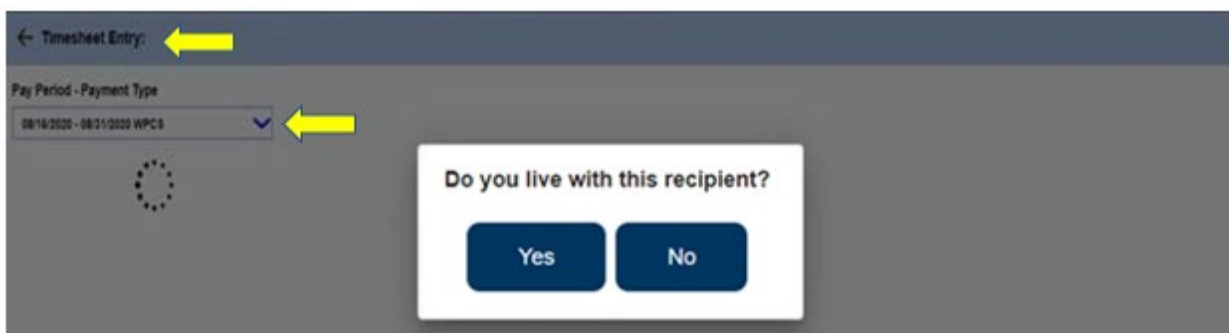 ← Timesheet Entry:
Pay Period - Payment Type
08/16/2020 - 08/31/2020 WPCS
Do you live with this recipient?
Yes No